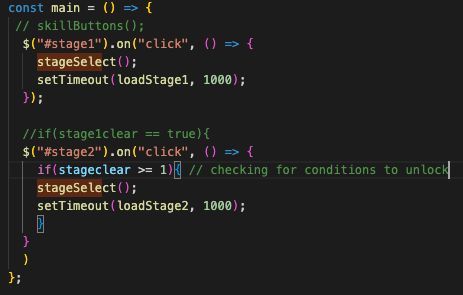 const main = () => {
// skillButtons();
$("#stage1").on("click", () => {
stageSelect();
setTimeout(loadStage1, 1000);
});
//if(stage1clear == true){
$("#stage2").on("click", () => {
if(stageclear >= 1){ // checking for conditions to unlock
stageSelect();
setTimeout(loadStage2, 1000);
}
}
)
};